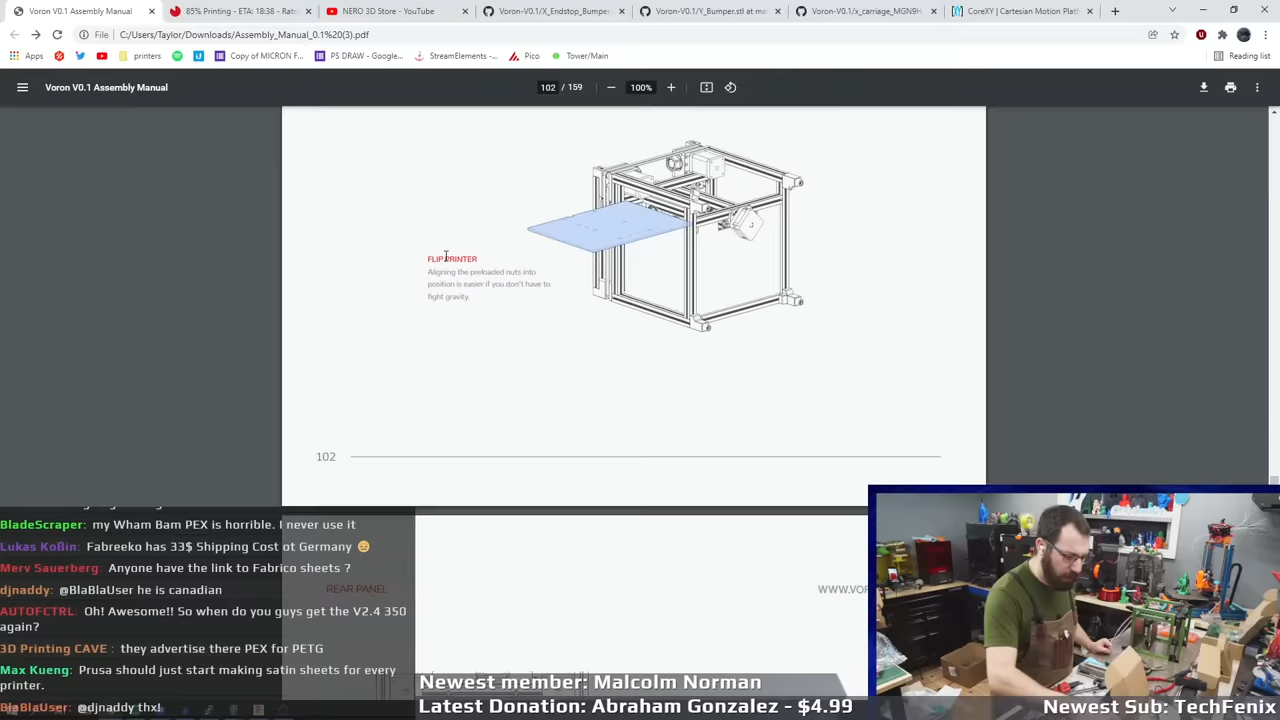 Voron V0.1 Assembly Manual
85% Printing - ETA: 18:38 - Ratr
NERO 3D Store - YouTube
Voron-V0.1/X_Endstop_Bumper
Voron-V0.1/Y_Bumper.stl at ma
Voron-V0.1/x_carriage_MGN9H
CoreXY | Cartesian Motion Platf
File C:/Users/Taylor/Downloads/Assembly_Manual_0.1%20(3).pdf
Apps
printers
Copy of MICRON F...
PS DRAW - Google...
StreamElements -...
Pico
Tower/Main
Reading list
Voron V0.1 Assembly Manual
102 / 159
100%
FLIP PRINTER
Aligning the preloaded nuts into
position is easier if you don't have to
fight gravity.
102
REAR PANEL
WWW.VOR
BladeScraper: my Wham Bam PEX is horrible. I never use it
Lukas Koßin: Fabreeko has 33$ Shipping Cost ot Germany 😔
Merv Sauerberg: Anyone have the link to Fabrico sheets ?
djnaddy: @BlaBlaUser he is canadian
AUTOFCTRL: Oh! Awesome!! So when do you guys get the V2.4 350
again?
3D Printing CAVE : they advertise there PEX for PETG
Max Kueng: Prusa should just start making satin sheets for every
printer.
BlaBlaUser: @djnaddy thx!
Newest member: Malcolm Norman
Latest Donation: Abraham Gonzalez - $4.99
Newest Sub: TechFenix